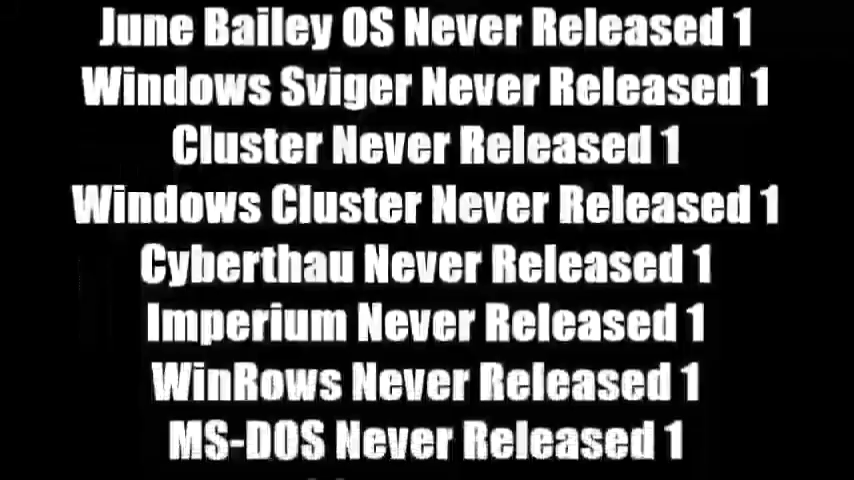 June Bailey OS Never Released 1
Windows Sviger Never Released 1
Cluster Never Released 1
Windows Cluster Never Released 1
Cyberthau Never Released 1
Imperium Never Released 1
WinRows Never Released 1
MS-DOS Never Released 1